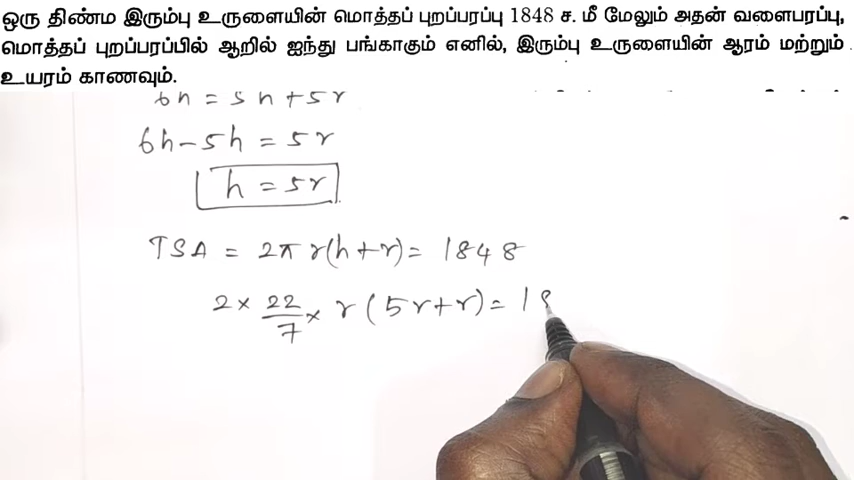 ஒரு திண்ம இரும்பு உருளையின் மொத்தப் புறப்பரப்பு 1848 ச. மீ மேலும் அதன் வளைபரப்பு,
மொத்தப் புறப்பரப்பில் ஆறில் ஐந்து பங்காகும் எனில், இரும்பு உருளையின் ஆரம் மற்றும்
உயரம் காணவும்.
6h = 5h + 5r
6h - 5h = 5r
h = 5r
TSA = 2π r(h+r) = 1848
2 × 22/7 × r (5r+r) = 18